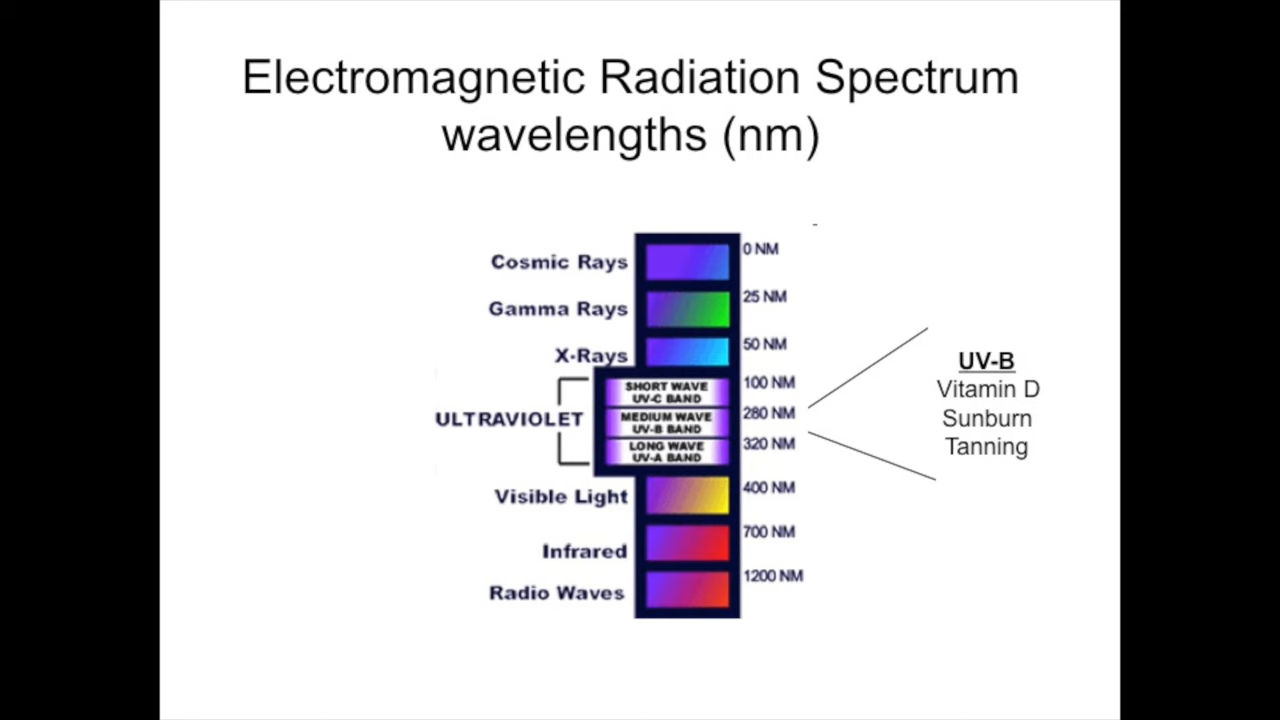 Electromagnetic Radiation Spectrum
wavelengths (nm)
0 NM
Cosmic Rays
25 NM
Gamma Rays
50 NM
X-Rays
100 NM
SHORT WAVE
UV-C BAND
280 NM
ULTRAVIOLET
MEDIUM WAVE
UV-B BAND
320 NM
LONG WAVE
UV-A BAND
400 NM
Visible Light
700 NM
Infrared
1200 NM
Radio Waves
UV-B
Vitamin D
Sunburn
Tanning